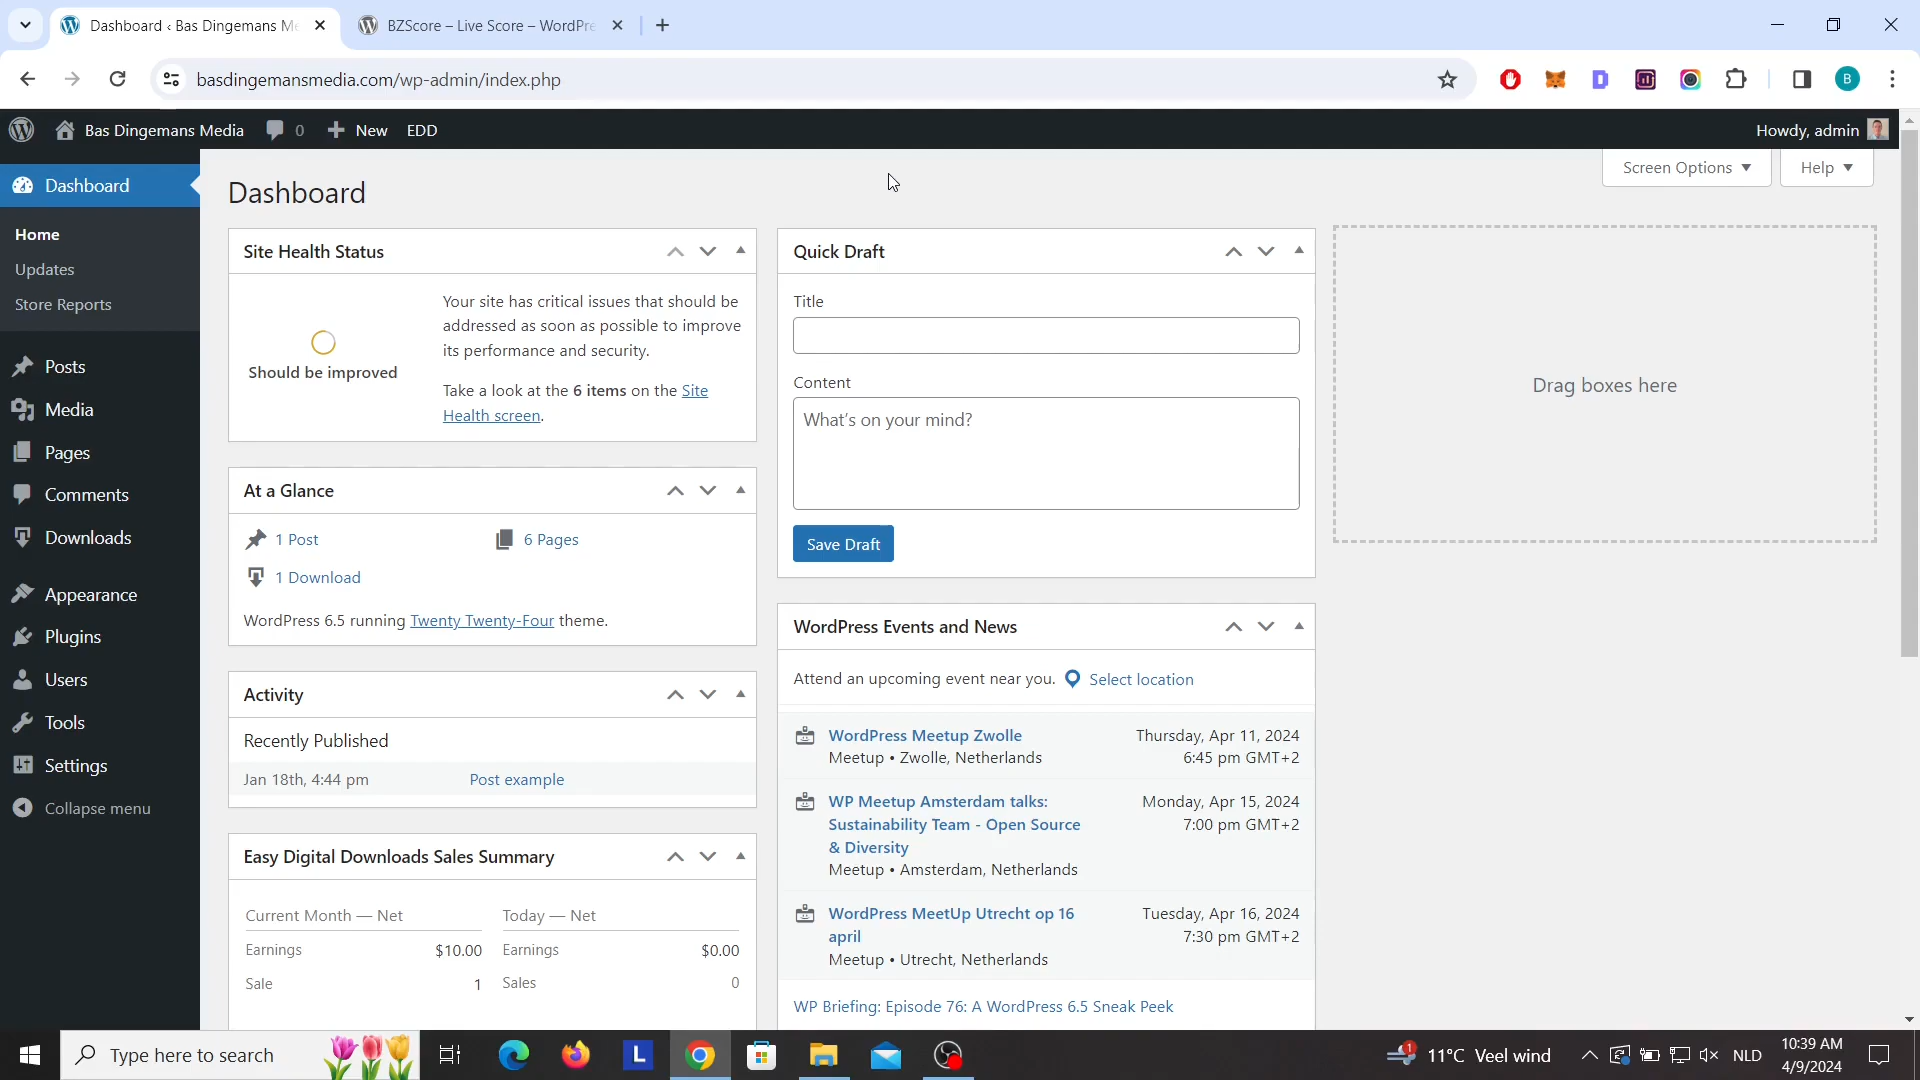 Dashboard ‹ Bas Dingemans Me
BZScore – Live Score – WordPre
basdingemansmedia.com/wp-admin/index.php
B
Bas Dingemans Media
0
New
EDD
Howdy, admin
Dashboard
Home
Updates
Store Reports
Posts
Media
Pages
Comments
Downloads
Appearance
Plugins
Users
Tools
Settings
Collapse menu
Dashboard
Screen Options
Help
Site Health Status
Should be improved
Your site has critical issues that should be
addressed as soon as possible to improve
its performance and security.
Take a look at the 6 items on the Site
Health screen.
At a Glance
1 Post
6 Pages
1 Download
WordPress 6.5 running Twenty Twenty-Four theme.
Activity
Recently Published
Jan 18th, 4:44 pm
Post example
Easy Digital Downloads Sales Summary
Current Month — Net
Today — Net
Earnings
$10.00
Earnings
$0.00
Sale
1
Sales
0
Quick Draft
Title
Content
What's on your mind?
Save Draft
WordPress Events and News
Attend an upcoming event near you.
Select location
WordPress Meetup Zwolle
Meetup • Zwolle, Netherlands
Thursday, Apr 11, 2024
6:45 pm GMT+2
WP Meetup Amsterdam talks:
Sustainability Team - Open Source
& Diversity
Meetup • Amsterdam, Netherlands
Monday, Apr 15, 2024
7:00 pm GMT+2
WordPress MeetUp Utrecht op 16
april
Meetup • Utrecht, Netherlands
Tuesday, Apr 16, 2024
7:30 pm GMT+2
WP Briefing: Episode 76: A WordPress 6.5 Sneak Peek
Drag boxes here
Type here to search
L
1
11°C Veel wind
NLD
10:39 AM
4/9/2024